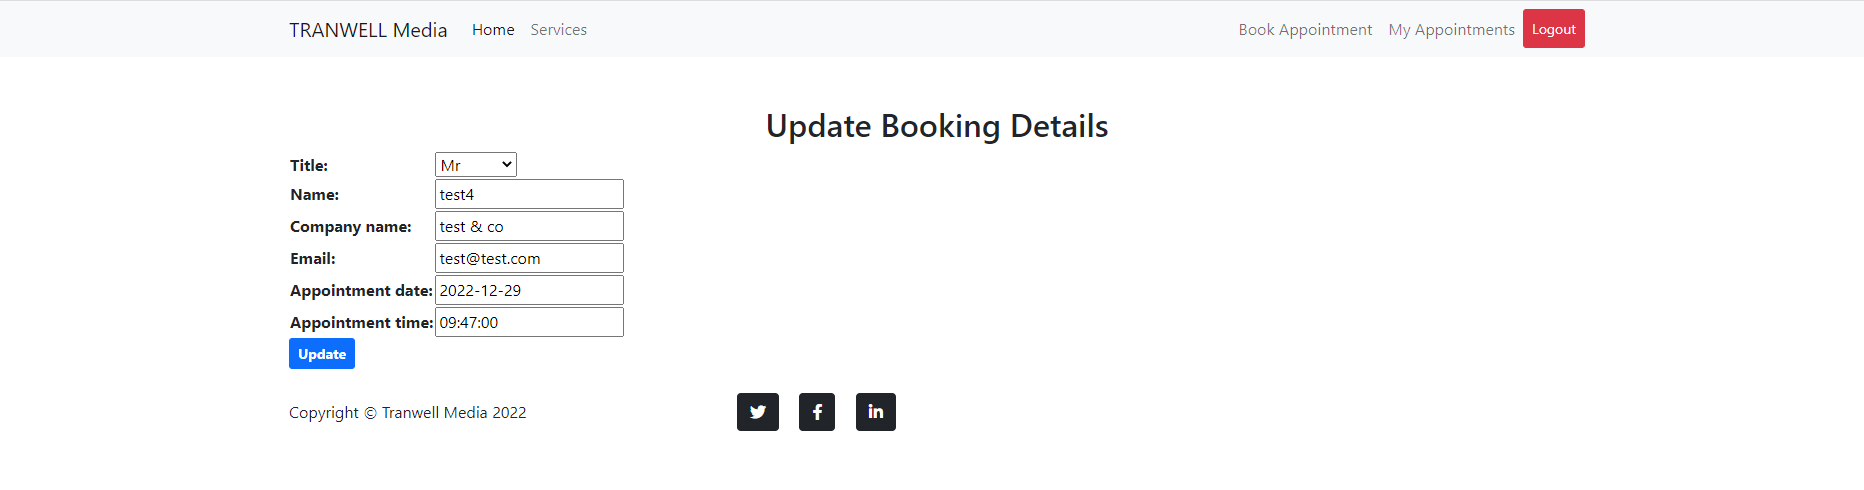 TRANWELL Media Home Services Book Appointment My Appointments Logout
Update Booking Details
Title: Mr
Name: test4
Company name: test & co
Email: test@test.com
Appointment date: 2022-12-29
Appointment time: 09:47:00
Update
Copyright © Tranwell Media 2022